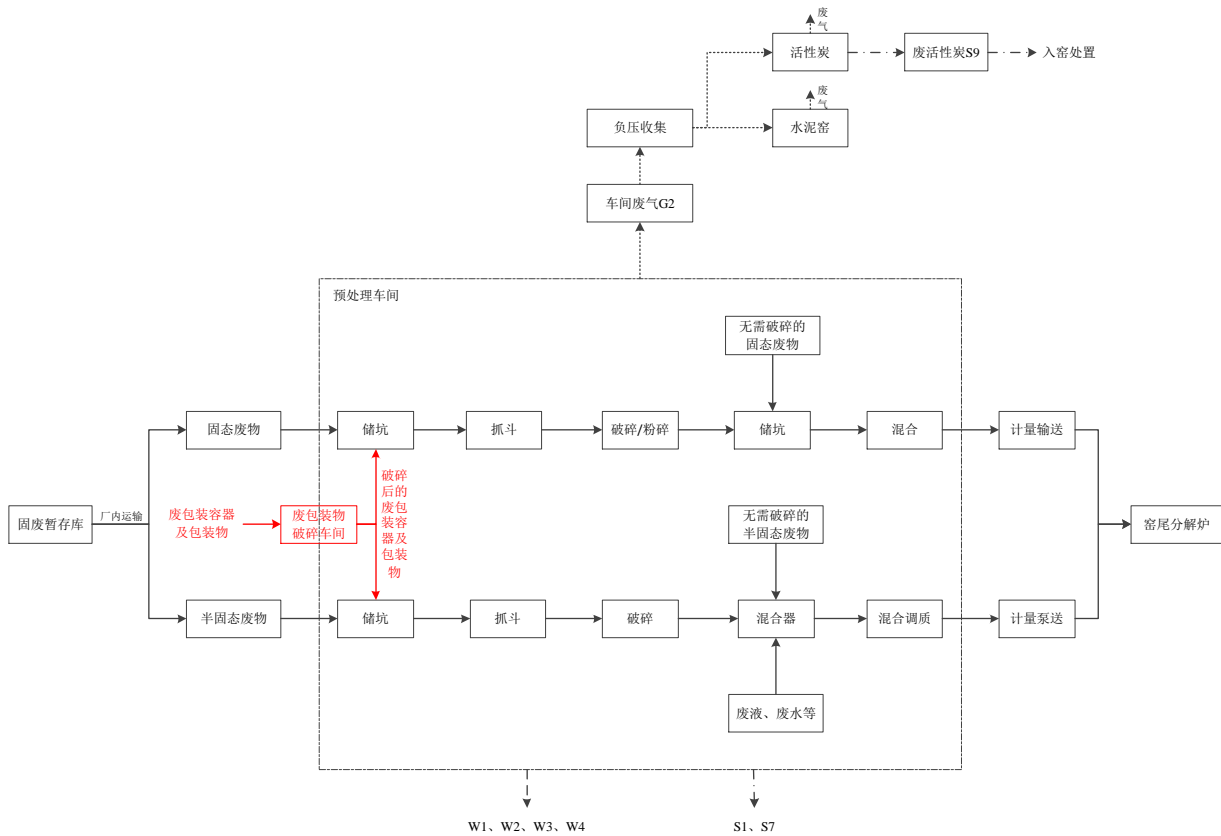 废
气
活性炭
废活性炭S9
入窑处置
废
气
负压收集
水泥窑
车间废气G2
预处理车间
无需破碎的
固态废物
固态废物
储坑
抓斗
破碎/粉碎
储坑
混合
计量输送
破碎
后的
废包
装容
器及
包装
物
固废暂存库
厂内运输
废包装容器
及包装物
废包装物
破碎车间
无需破碎的
半固态废物
窑尾分解炉
半固态废物
储坑
抓斗
破碎
混合器
混合调质
计量泵送
废液、废水等
W1、W2、W3、W4
S1、S7